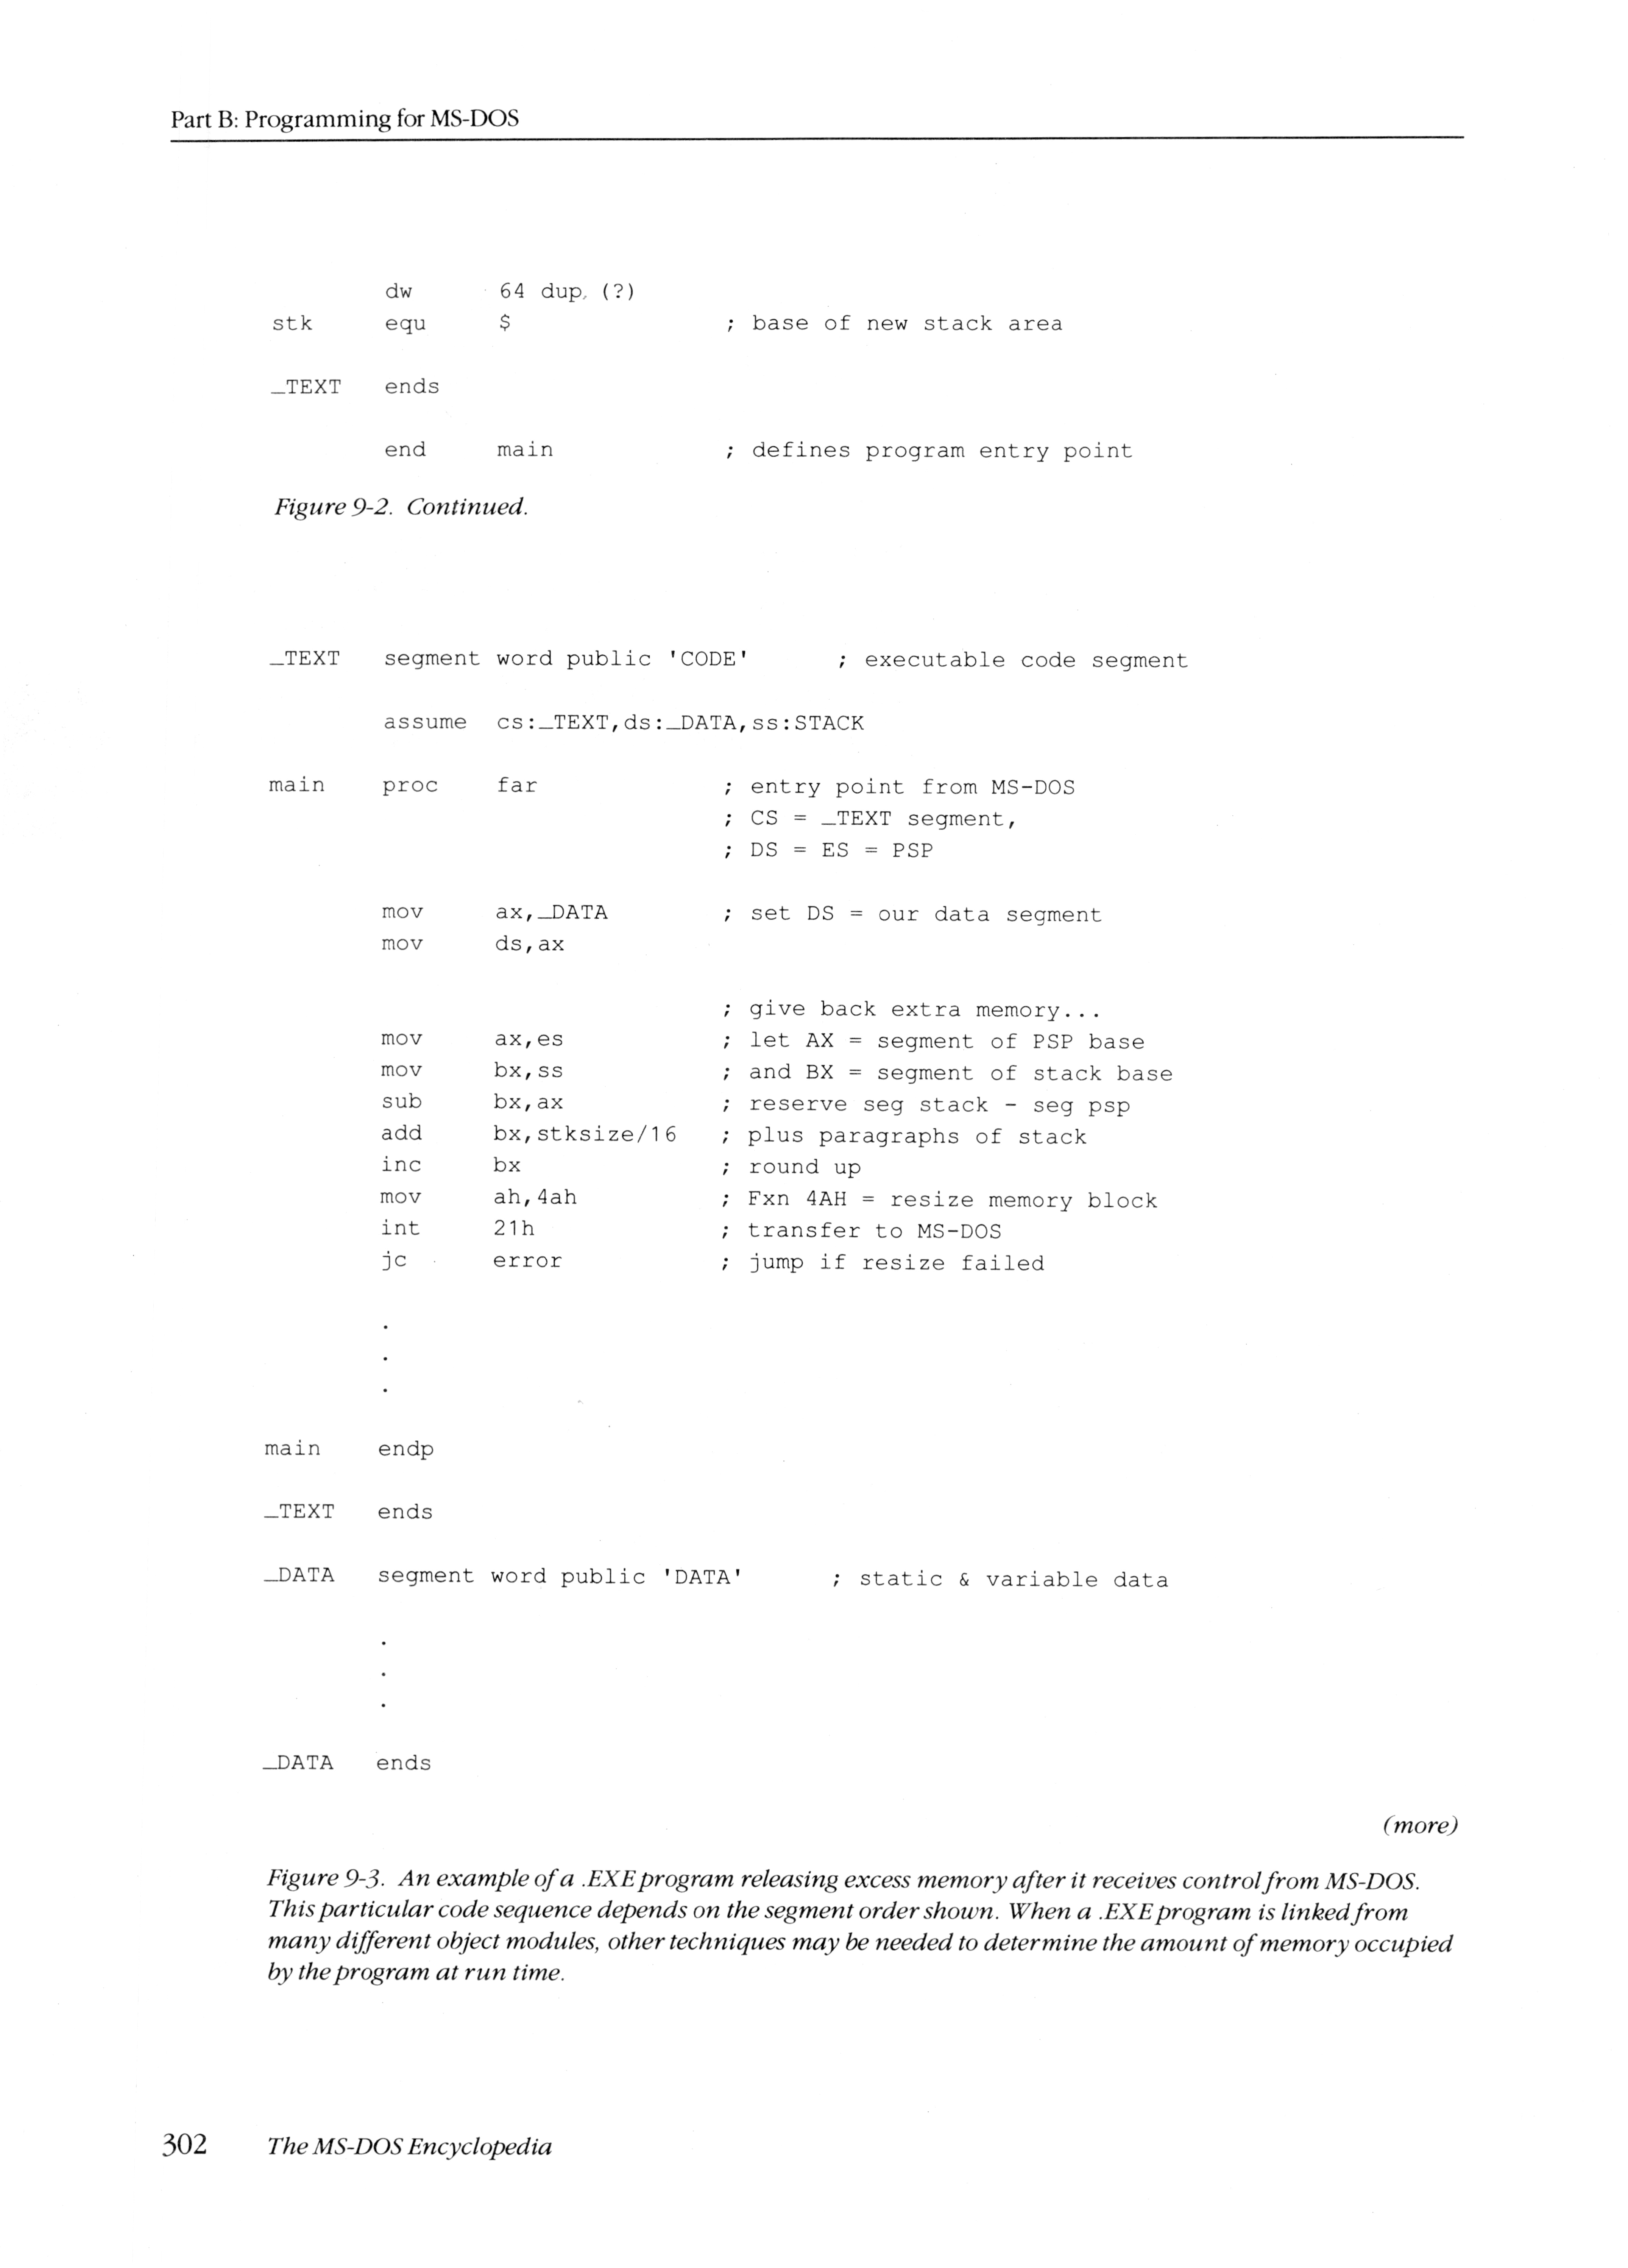 Part B: Programming for MS-DOS
dw 64 dup (?)
stk equ $ ; base of new stack area
_TEXT ends
end main ; defines program entry point
Figure 9-2. Continued.
_TEXT segment word public 'CODE' ; executable code segment
assume cs:_TEXT,ds:_DATA,ss:STACK
main proc far ; entry point from MS-DOS
; CS = _TEXT segment,
; DS = ES = PSP
mov ax,_DATA ; set DS = our data segment
mov ds,ax
; give back extra memory...
mov ax,es ; let AX = segment of PSP base
mov bx,ss ; and BX = segment of stack base
sub bx,ax ; reserve seg stack - seg psp
add bx,stksize/16 ; plus paragraphs of stack
inc bx ; round up
mov ah,4ah ; Fxn 4AH = resize memory block
int 21h ; transfer to MS-DOS
jc error ; jump if resize failed
.
.
.
main endp
_TEXT ends
_DATA segment word public 'DATA' ; static & variable data
.
.
.
_DATA ends
(more)
Figure 9-3. An example of a .EXE program releasing excess memory after it receives control from MS-DOS.
This particular code sequence depends on the segment order shown. When a .EXE program is linked from
many different object modules, other techniques may be needed to determine the amount of memory occupied
by the program at run time.
302 The MS-DOS Encyclopedia